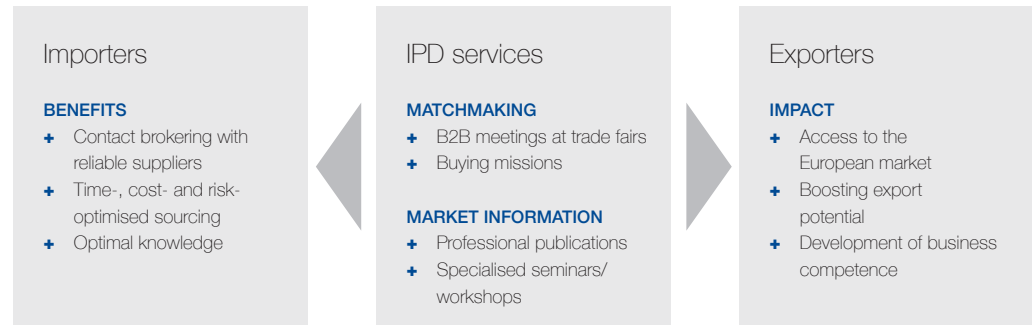 Importers
BENEFITS
+ Contact brokering with
reliable suppliers
+ Time-, cost- and risk-
optimised sourcing
+ Optimal knowledge
IPD services
MATCHMAKING
+ B2B meetings at trade fairs
+ Buying missions
MARKET INFORMATION
+ Professional publications
+ Specialised seminars/
workshops
Exporters
IMPACT
+ Access to the
European market
+ Boosting export
potential
+ Development of business
competence